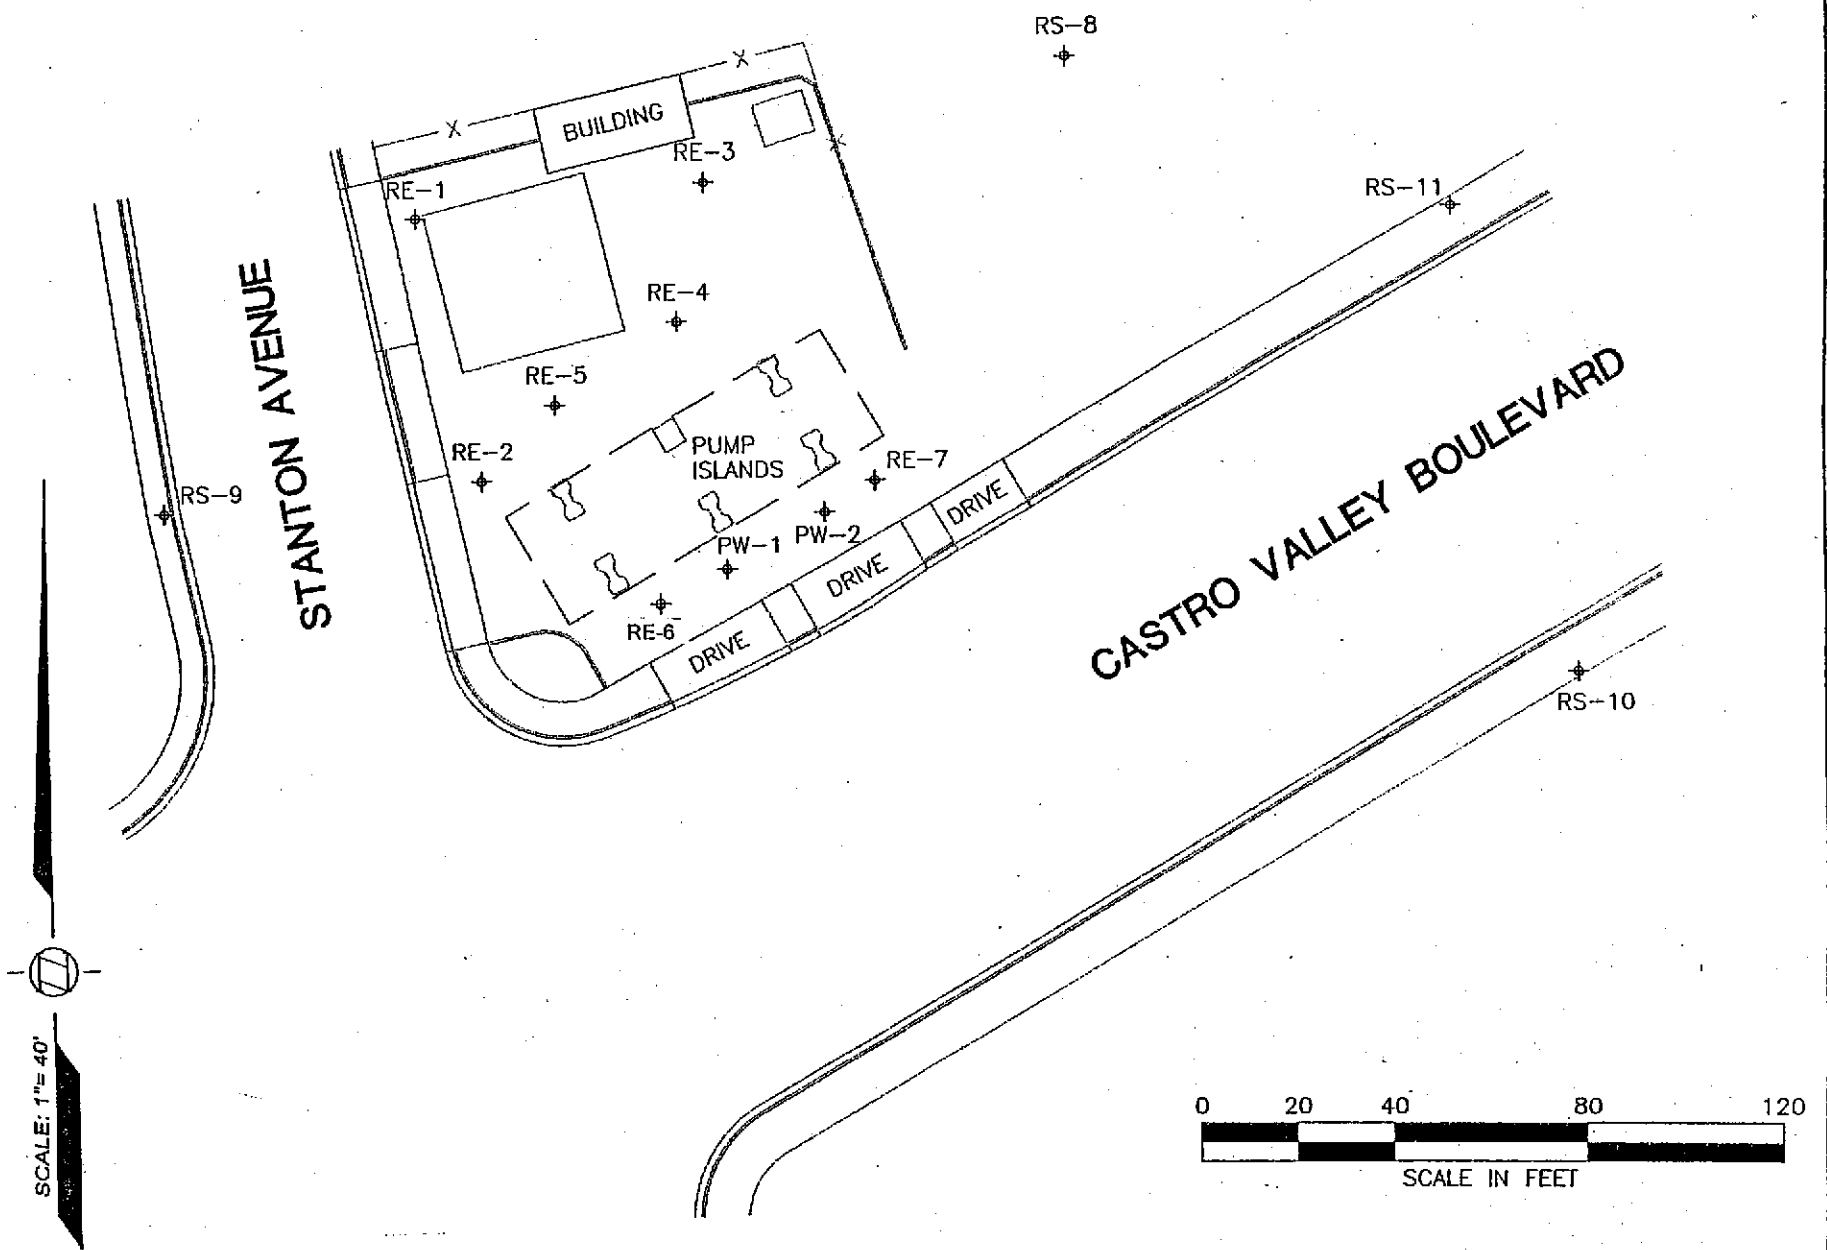 RS-8
X
X
BUILDING
RE-3
X
RE-1
RS-11
RE-4
STANTON AVENUE
RE-5
PUMP
ISLANDS
RE-2
RE-7
RS-9
DRIVE
PW-1
PW-2
DRIVE
RE-6
DRIVE
CASTRO VALLEY BOULEVARD
RS-10
SCALE: 1"= 40'
0 20 40 80 120
SCALE IN FEET